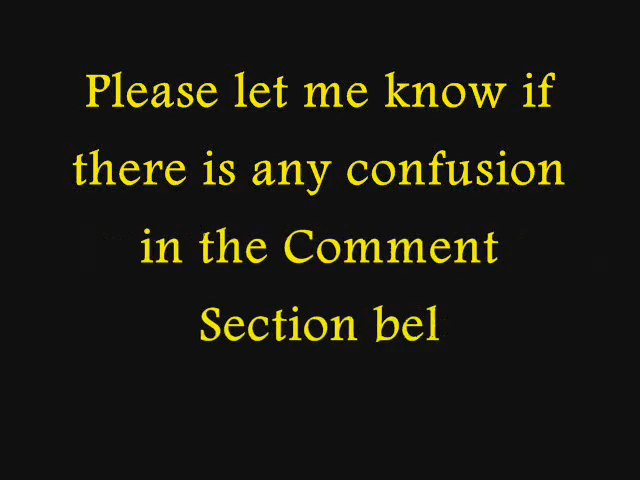 Please let me know if
there is any confusion
in the Comment
Section bel